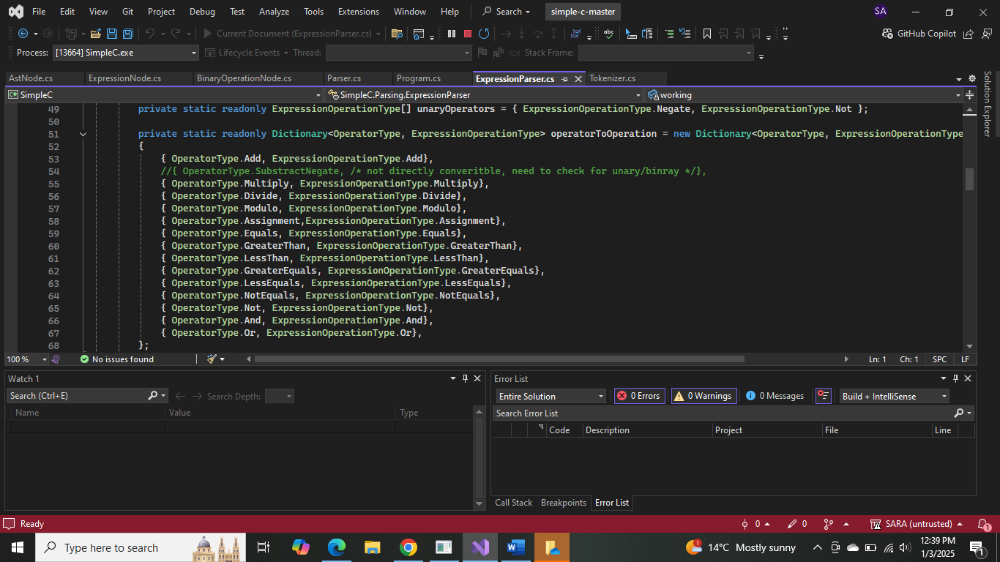 File Edit View Git Project Debug Test Analyze Tools Extensions Window Help Search simple-c-master SA
Current Document (ExpressionParser.cs) GitHub Copilot
Process: [13664] SimpleC.exe Lifecycle Events Thread: Stack Frame:
AstNode.cs ExpressionNode.cs BinaryOperationNode.cs Parser.cs Program.cs ExpressionParser.cs Tokenizer.cs
C# SimpleC SimpleC.Parsing.ExpressionParser working
Solution Explorer
49 private static readonly ExpressionOperationType[] unaryOperators = { ExpressionOperationType.Negate, ExpressionOperationType.Not };
50
51 private static readonly Dictionary<OperatorType, ExpressionOperationType> operatorToOperation = new Dictionary<OperatorType, ExpressionOperationType
52 {
53 { OperatorType.Add, ExpressionOperationType.Add},
54 //{ OperatorType.SubstractNegate, /* not directly converitble, need to check for unary/binray */},
55 { OperatorType.Multiply, ExpressionOperationType.Multiply},
56 { OperatorType.Divide, ExpressionOperationType.Divide},
57 { OperatorType.Modulo, ExpressionOperationType.Modulo},
58 { OperatorType.Assignment,ExpressionOperationType.Assignment},
59 { OperatorType.Equals, ExpressionOperationType.Equals},
60 { OperatorType.GreaterThan, ExpressionOperationType.GreaterThan},
61 { OperatorType.LessThan, ExpressionOperationType.LessThan},
62 { OperatorType.GreaterEquals, ExpressionOperationType.GreaterEquals},
63 { OperatorType.LessEquals, ExpressionOperationType.LessEquals},
64 { OperatorType.NotEquals, ExpressionOperationType.NotEquals},
65 { OperatorType.Not, ExpressionOperationType.Not},
66 { OperatorType.And, ExpressionOperationType.And},
67 { OperatorType.Or, ExpressionOperationType.Or},
68 };
100 % No issues found Ln: 1 Ch: 1 SPC LF
Watch 1
Search (Ctrl+E) Search Depth:
Name Value Type
Error List
Entire Solution 0 Errors 0 Warnings 0 Messages Build + IntelliSense
Search Error List
Code Description Project File Line
Call Stack Breakpoints Error List
Ready 0 0 SARA (untrusted) 1
Type here to search 1 14°C Mostly sunny 12:39 PM 1
1/3/2025